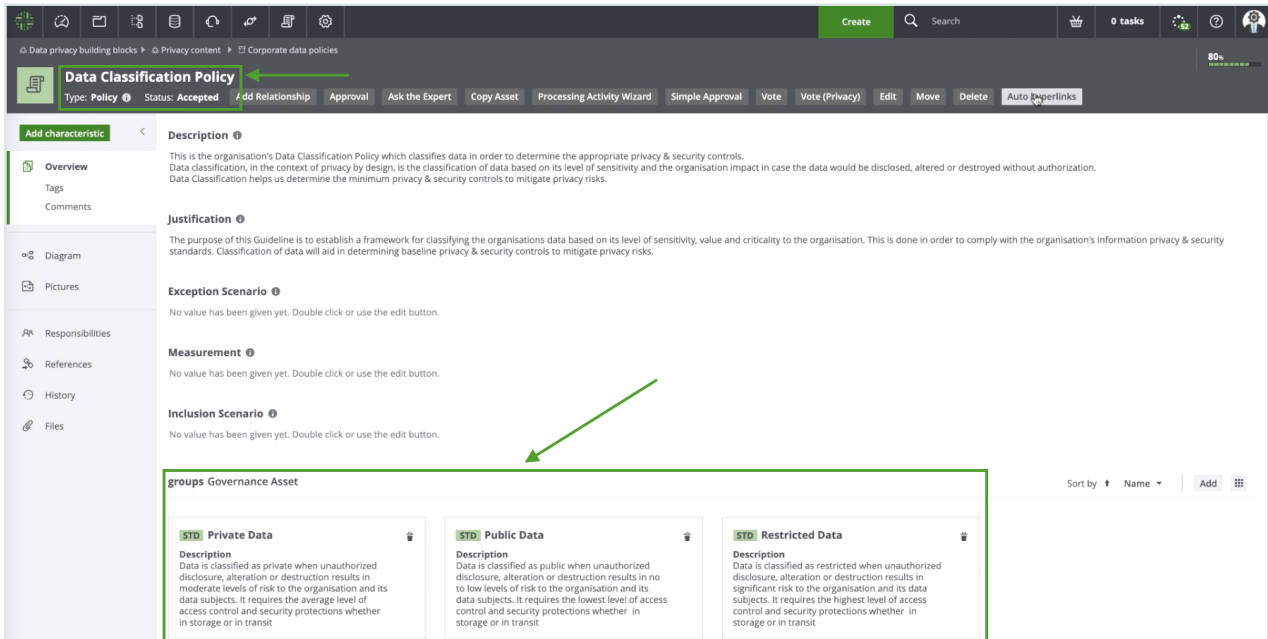 Create
Search
0 tasks
52
Data privacy building blocks
Privacy content
Corporate data policies
Data Classification Policy
Type: Policy Status: Accepted
80%
Add Relationship
Approval
Ask the Expert
Copy Asset
Processing Activity Wizard
Simple Approval
Vote
Vote (Privacy)
Edit
Move
Delete
Auto Hyperlinks
Add characteristic
Overview
Tags
Comments
Diagram
Pictures
Responsibilities
References
History
Files
Description
This is the organisation's Data Classification Policy which classifies data in order to determine the appropriate privacy & security controls.
Data classification, in the context of privacy by design, is the classification of data based on its level of sensitivity and the organisation impact in case the data would be disclosed, altered or destroyed without authorization.
Data Classification helps us determine the minimum privacy & security controls to mitigate privacy risks.
Justification
The purpose of this Guideline is to establish a framework for classifying the organisations data based on its level of sensitivity, value and criticality to the organisation. This is done in order to comply with the organisation's information privacy & security
standards. Classification of data will aid in determining baseline privacy & security controls to mitigate privacy risks.
Exception Scenario
No value has been given yet. Double click or use the edit button.
Measurement
No value has been given yet. Double click or use the edit button.
Inclusion Scenario
No value has been given yet. Double click or use the edit button.
groups Governance Asset
Sort by Name
Add
STD Private Data
Description
Data is classified as private when unauthorized
disclosure, alteration or destruction results in
moderate levels of risk to the organisation and its
data subjects. It requires the average level of
access control and security protections whether
in storage or in transit
STD Public Data
Description
Data is classified as public when unauthorized
disclosure, alteration or destruction results in no
to low levels of risk to the organisation and its
data subjects. It requires the lowest level of access
control and security protections whether in
storage or in transit
STD Restricted Data
Description
Data is classified as restricted when unauthorized
disclosure, alteration or destruction results in
significant risk to the organisation and its data
subjects. It requires the highest level of access
control and security protections whether in
storage or in transit